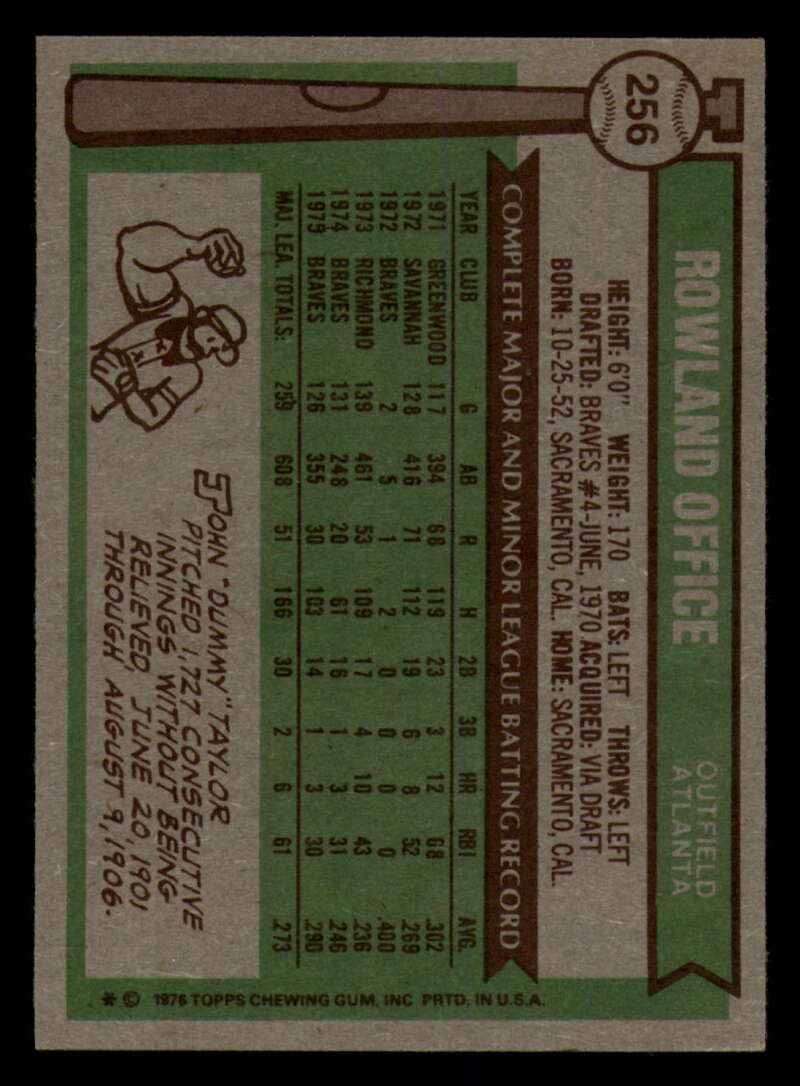 256
ROWLAND OFFICE
OUTFIELD
ATLANTA
HEIGHT: 6'0" WEIGHT: 170 BATS: LEFT THROWS: LEFT
DRAFTED: BRAVES #4-JUNE, 1970 ACQUIRED: VIA DRAFT
BORN: 10-25-52, SACRAMENTO, CAL. HOME: SACRAMENTO, CAL.
COMPLETE MAJOR AND MINOR LEAGUE BATTING RECORD
YEAR CLUB G AB R H 2B 3B HR RBI AVG.
1971 GREENWOOD 117 394 68 119 23 3 12 68 .302
1972 SAVANNAH 128 416 71 112 19 6 8 52 .269
1972 BRAVES 2 5 1 2 0 0 0 0 .400
1973 RICHMOND 139 461 53 109 17 4 10 43 .236
1974 BRAVES 131 248 20 61 16 1 3 31 .246
1975 BRAVES 126 355 30 103 14 1 3 30 .290
MAJ. LEA. TOTALS: 259 608 51 166 30 2 6 61 .273
JOHN "DUMMY" TAYLOR
PITCHED 1,727 CONSECUTIVE
INNINGS WITHOUT BEING
RELIEVED, JUNE 20, 1901
THROUGH AUGUST 9, 1906.
* © 1976 TOPPS CHEWING GUM, INC PRTD. IN U.S.A.